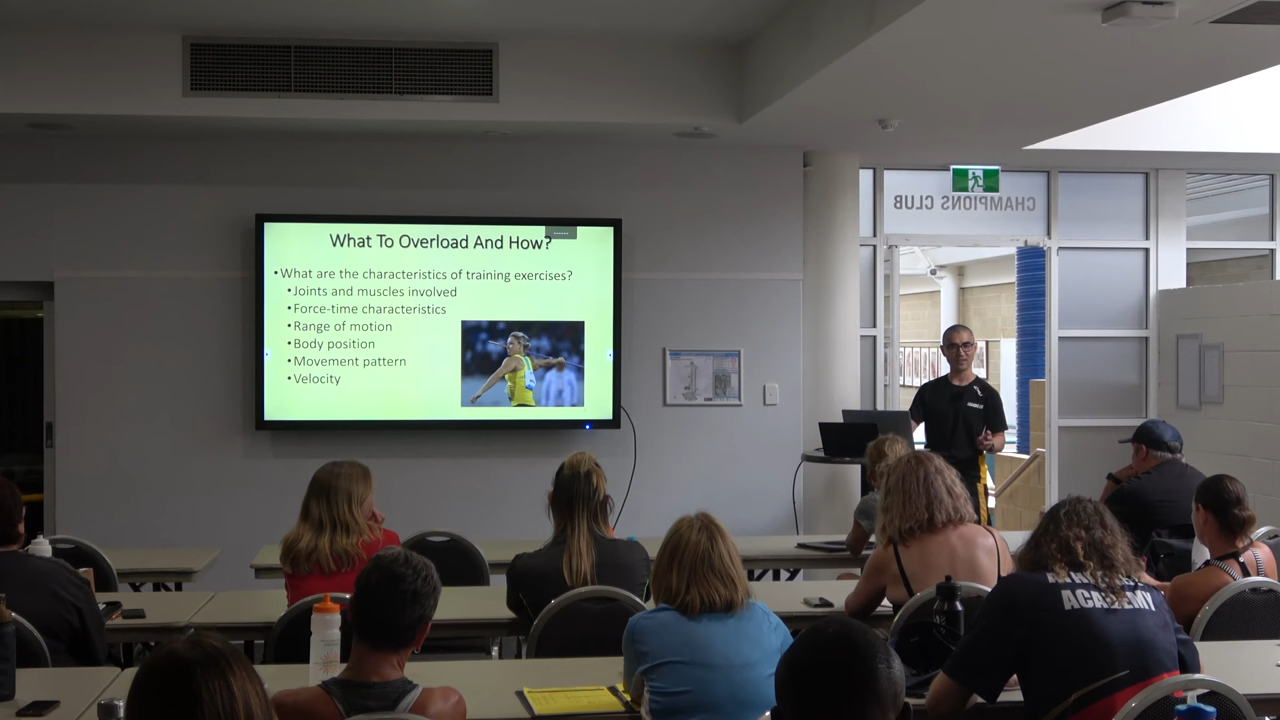 What To Overload And How?
•What are the characteristics of training exercises?
•Joints and muscles involved
•Force-time characteristics
•Range of motion
•Body position
•Movement pattern
•Velocity
CHAMPIONS CLUB
ACADEMY